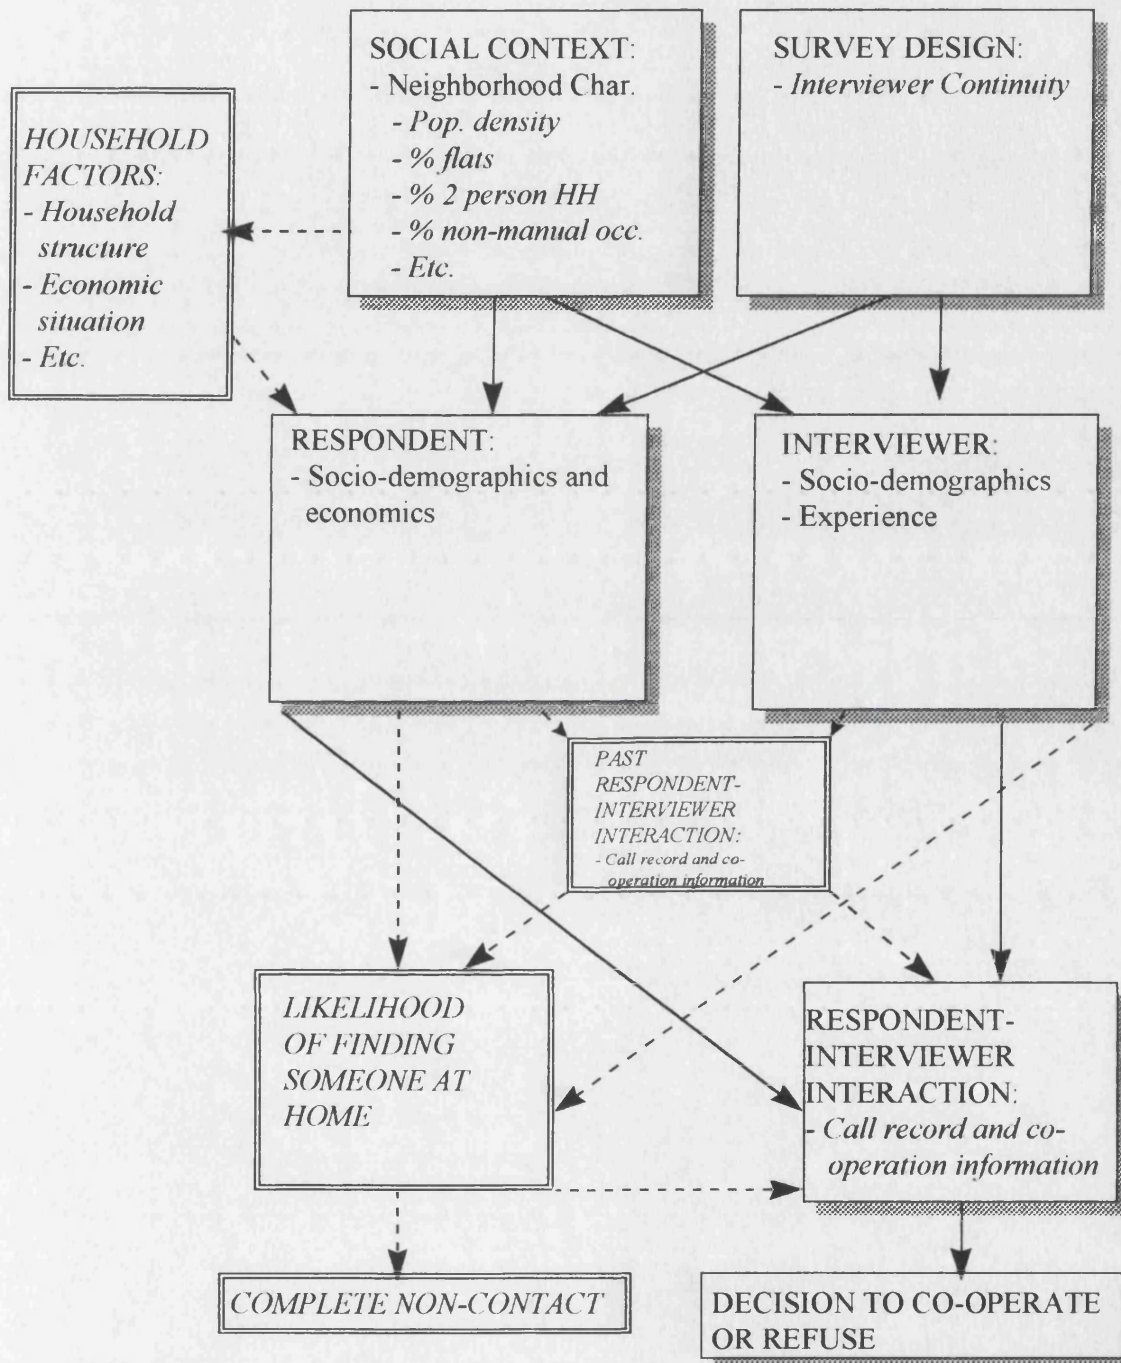 SOCIAL CONTEXT:
- Neighborhood Char.
- Pop. density
- % flats
- % 2 person HH
- % non-manual occ.
- Etc.
SURVEY DESIGN:
- Interviewer Continuity
HOUSEHOLD
FACTORS:
- Household
structure
- Economic
situation
- Etc.
RESPONDENT:
- Socio-demographics and
economics
INTERVIEWER:
- Socio-demographics
- Experience
PAST
RESPONDENT-
INTERVIEWER
INTERACTION:
- Call record and co-
operation information
LIKELIHOOD
OF FINDING
SOMEONE AT
HOME
RESPONDENT-
INTERVIEWER
INTERACTION:
- Call record and co-
operation information
COMPLETE NON-CONTACT
DECISION TO CO-OPERATE
OR REFUSE